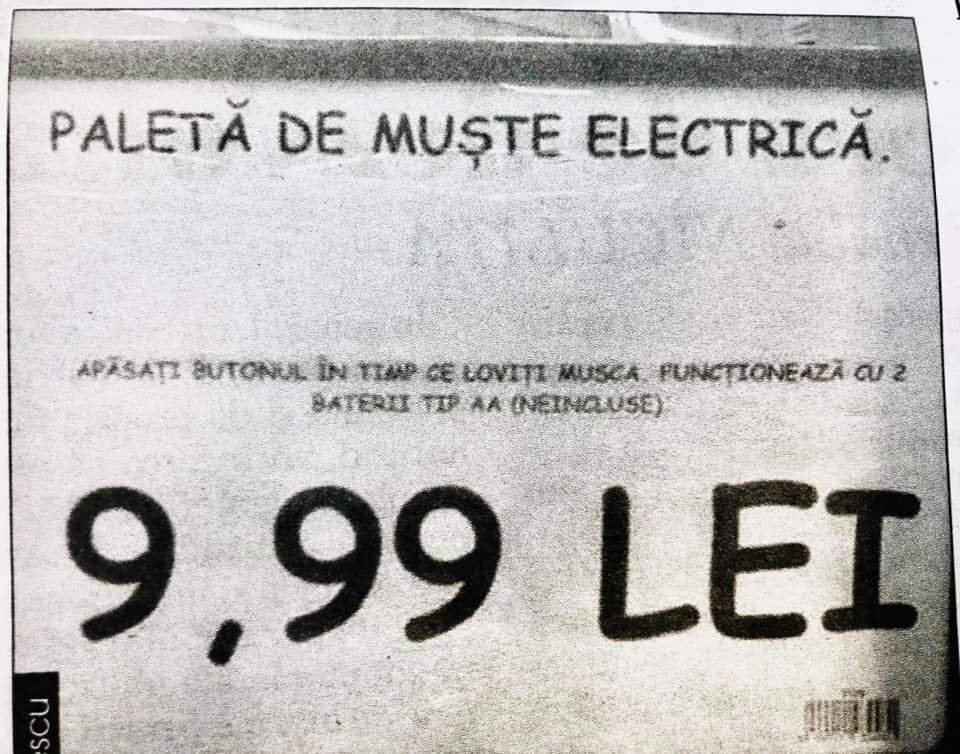 PALETĂ DE MUȘTE ELECTRICĂ.
APĂSAȚI BUTONUL ÎN TIMP CE LOVIȚI MUSCA. FUNCȚIONEAZĂ CU 2
BATERII TIP AA (NEINCLUSE)
9,99 LEI
escu